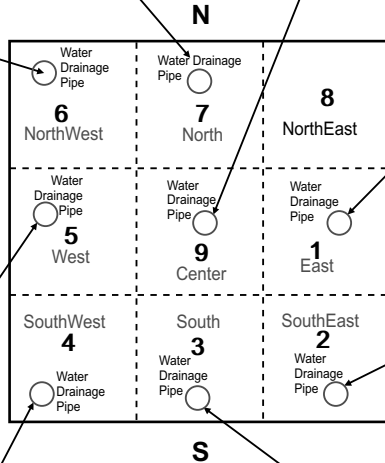 N
Water
Drainage
Pipe
6
NorthWest
Water Drainage
Pipe
7
North
8
NorthEast
Water
Drainage
Pipe
5
West
Water
Drainage
Pipe
9
Center
Water
Drainage
Pipe
1
East
SouthWest
4
Water
Drainage
Pipe
South
3
Water
Drainage
Pipe
SouthEast
2
Water
Drainage
Pipe
S